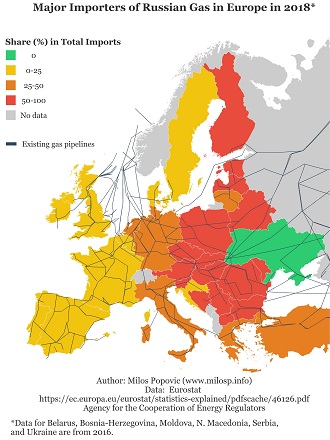 Major Importers of Russian Gas in Europe in 2018*
Share (%) in Total Imports
0
0-25
25-50
50-100
No data
Existing gas pipelines
Author: Milos Popovic (www.milosp.info)
Data: Eurostat
https://ec.europa.eu/eurostat/statistics-explained/pdfscache/46126.pdf
Agency for the Cooperation of Energy Regulators
*Data for Belarus, Bosnia-Herzegovina, Moldova, N. Macedonia, Serbia,
and Ukraine are from 2016.